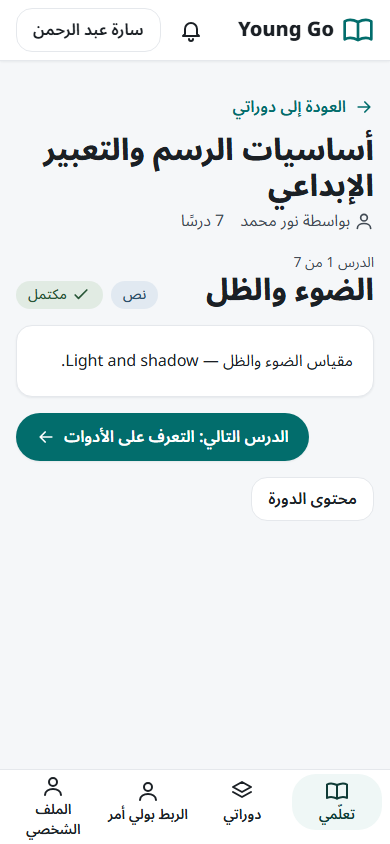 Young Go
سارة عبد الرحمن
العودة إلى دوراتي
أساسيات الرسم والتعبير
الإبداعي
بواسطة نور محمد
7 درسًا
الدرس 1 من 7
الضوء والظل
نص
مكتمل
مقياس الضوء والظل — Light and shadow.
الدرس التالي: التعرف على الأدوات
محتوى الدورة
تعلّمي
دوراتي
الربط بولي أمر
الملف
الشخصي